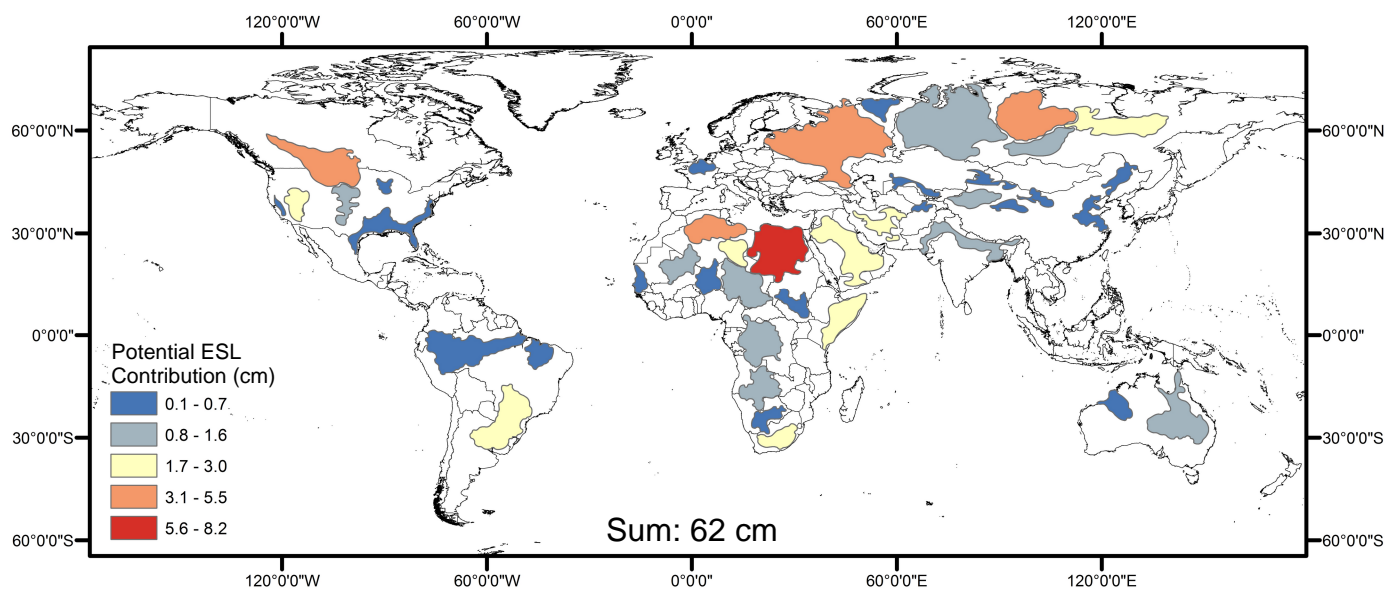 120°0'0"W 60°0'0"W 0°0'0" 60°0'0"E 120°0'0"E
60°0'0"N 60°0'0"N
30°0'0"N 30°0'0"N
0°0'0" 0°0'0"
Potential ESL
Contribution (cm)
0.1 - 0.7
0.8 - 1.6
30°0'0"S 30°0'0"S
1.7 - 3.0
3.1 - 5.5
5.6 - 8.2
Sum: 62 cm
60°0'0"S 60°0'0"S
120°0'0"W 60°0'0"W 0°0'0" 60°0'0"E 120°0'0"E